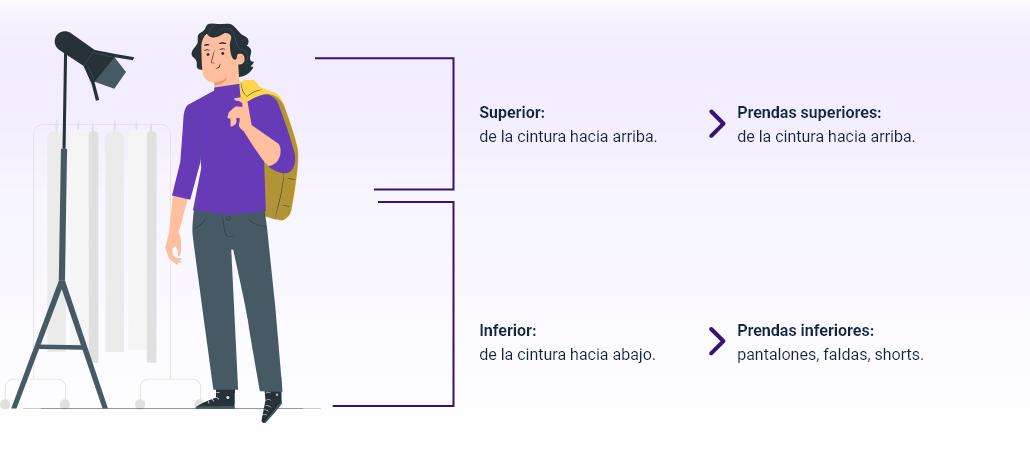 Superior:
de la cintura hacia arriba.
Prendas superiores:
de la cintura hacia arriba.
Inferior:
de la cintura hacia abajo.
Prendas inferiores:
pantalones, faldas, shorts.